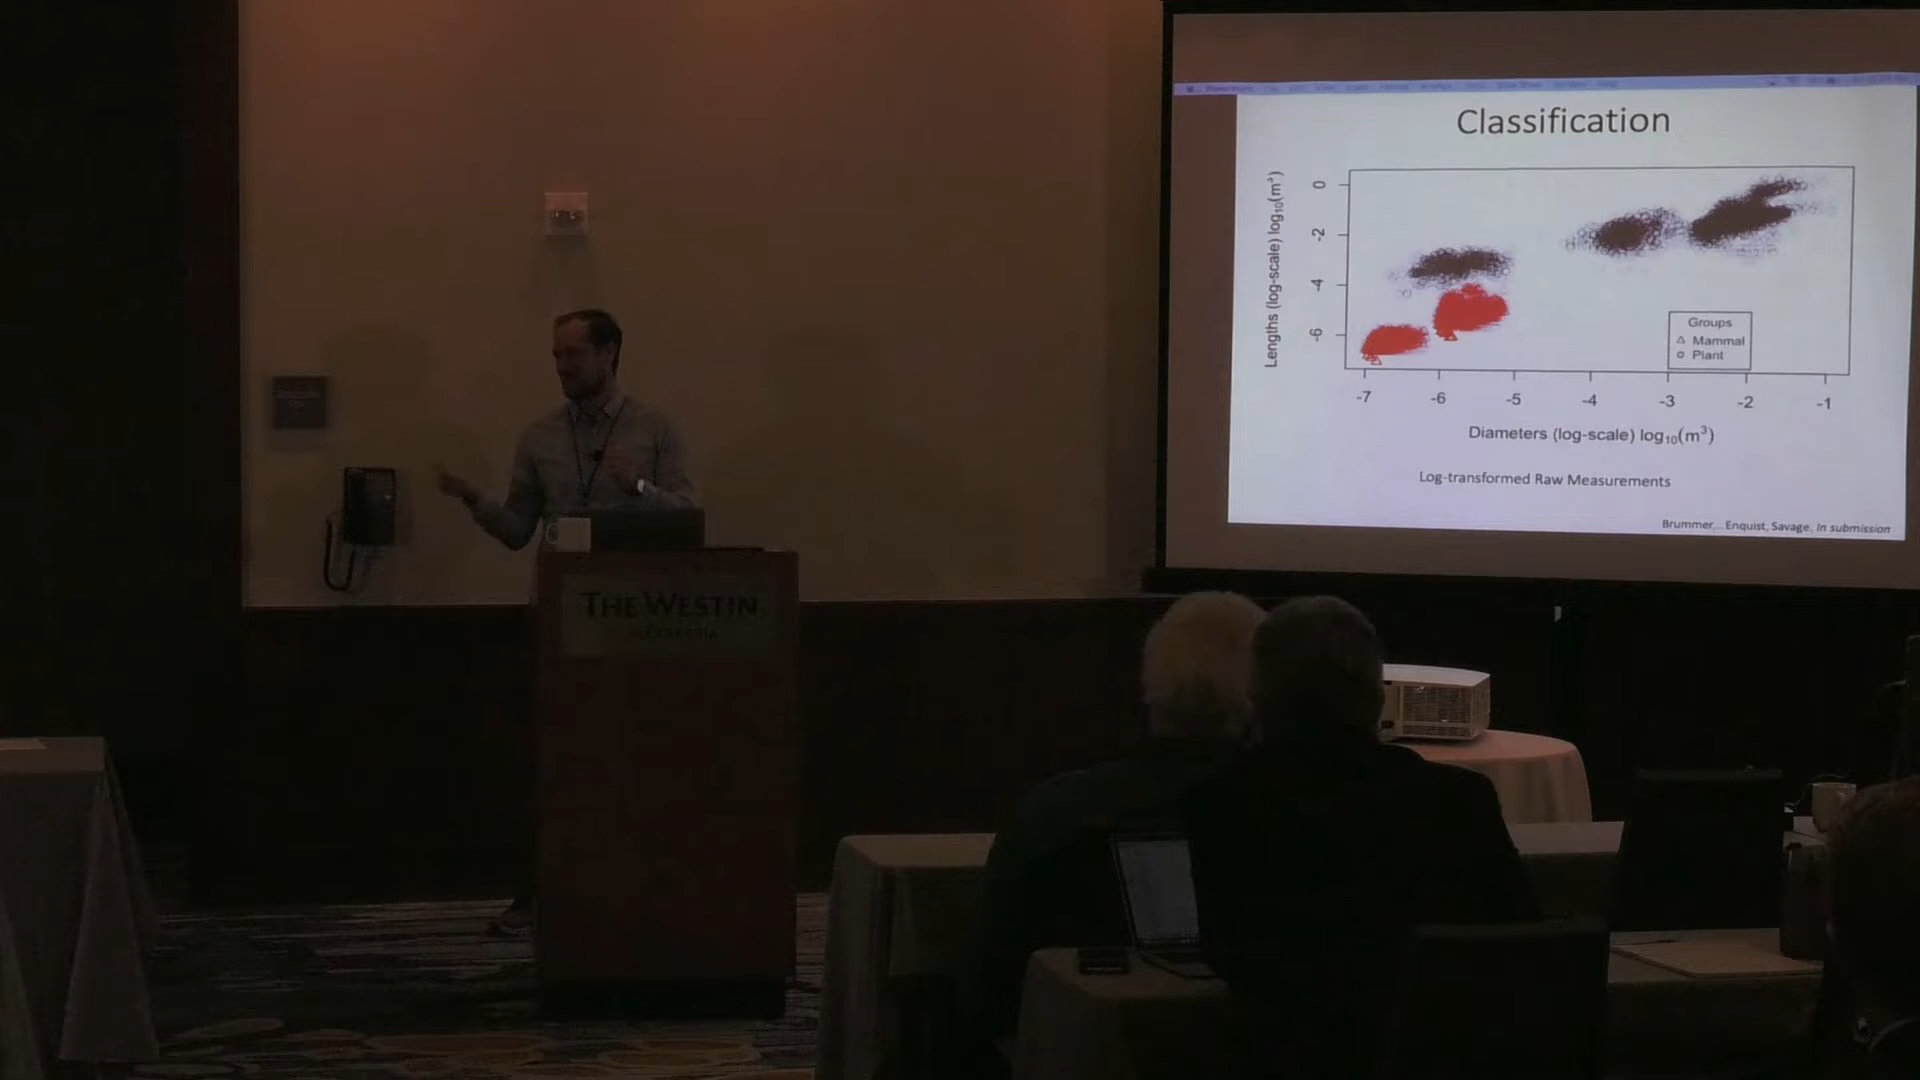 Classification
Lengths (log-scale) log₁₀(m³)
0
-2
-4
-6
Groups
△ Mammal
○ Plant
-7 -6 -5 -4 -3 -2 -1
Diameters (log-scale) log₁₀(m³)
Log-transformed Raw Measurements
Brummer,...Enquist, Savage, In submission
THE WESTIN